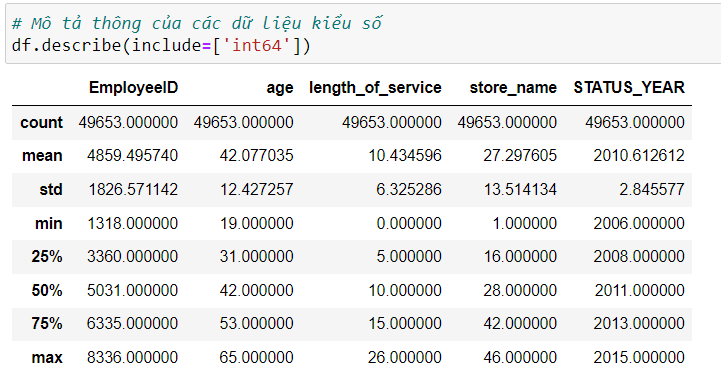 # Mô tả thông của các dữ liệu kiểu số
df.describe(include=['int64'])
EmployeeID age length_of_service store_name STATUS_YEAR
count 49653.000000 49653.000000 49653.000000 49653.000000 49653.000000
mean 4859.495740 42.077035 10.434596 27.297605 2010.612612
std 1826.571142 12.427257 6.325286 13.514134 2.845577
min 1318.000000 19.000000 0.000000 1.000000 2006.000000
25% 3360.000000 31.000000 5.000000 16.000000 2008.000000
50% 5031.000000 42.000000 10.000000 28.000000 2011.000000
75% 6335.000000 53.000000 15.000000 42.000000 2013.000000
max 8336.000000 65.000000 26.000000 46.000000 2015.000000